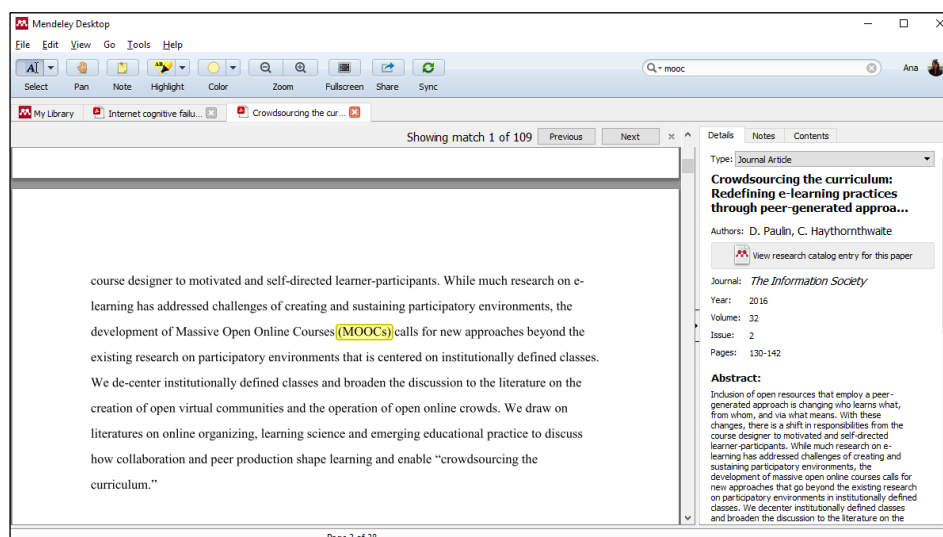 Mendeley Desktop
File Edit View Go Tools Help
mooc
Ana
Select Pan Note Highlight Color Zoom Fullscreen Share Sync
My Library Internet cognitive failu... Crowdsourcing the cur...
Showing match 1 of 109 Previous Next
course designer to motivated and self-directed learner-participants. While much research on e-
learning has addressed challenges of creating and sustaining participatory environments, the
development of Massive Open Online Courses (MOOCs) calls for new approaches beyond the
existing research on participatory environments that is centered on institutionally defined classes.
We de-center institutionally defined classes and broaden the discussion to the literature on the
creation of open virtual communities and the operation of open online crowds. We draw on
literatures on online organizing, learning science and emerging educational practice to discuss
how collaboration and peer production shape learning and enable “crowdsourcing the
curriculum.”
Details Notes Contents
Type: Journal Article
Crowdsourcing the curriculum:
Redefining e-learning practices
through peer-generated approa...
Authors: D. Paulin, C. Haythornthwaite
View research catalog entry for this paper
Journal: The Information Society
Year: 2016
Volume: 32
Issue: 2
Pages: 130-142
Abstract:
Inclusion of open resources that employ a peer-
generated approach is changing who learns what,
from whom, and via what means. With these
changes, there is a shift in responsibilities from the
course designer to motivated and self-directed
learner-participants. While much research on e-
learning has addressed challenges of creating and
sustaining participatory environments, the
development of massive open online courses calls for
new approaches that go beyond the existing research
on participatory environments in institutionally defined
classes. We decenter institutionally defined classes
and broaden the discussion to the literature on the